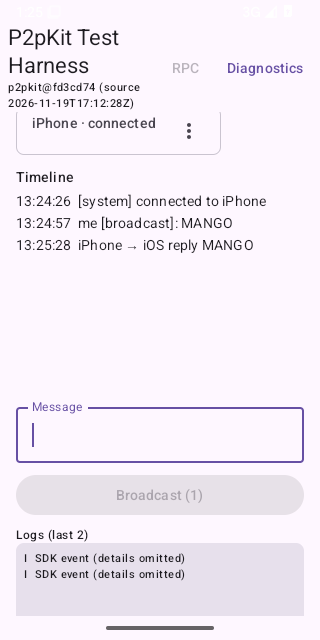 P2pKit Test
Harness
RPC
Diagnostics
p2pkit@fd3cd74 (source
2026-11-19T17:12:28Z)
iPhone · connected
Timeline
13:24:26 [system] connected to iPhone
13:24:57 me [broadcast]: MANGO
13:25:28 iPhone → iOS reply MANGO
Message
Broadcast (1)
Logs (last 2)
I SDK event (details omitted)
I SDK event (details omitted)